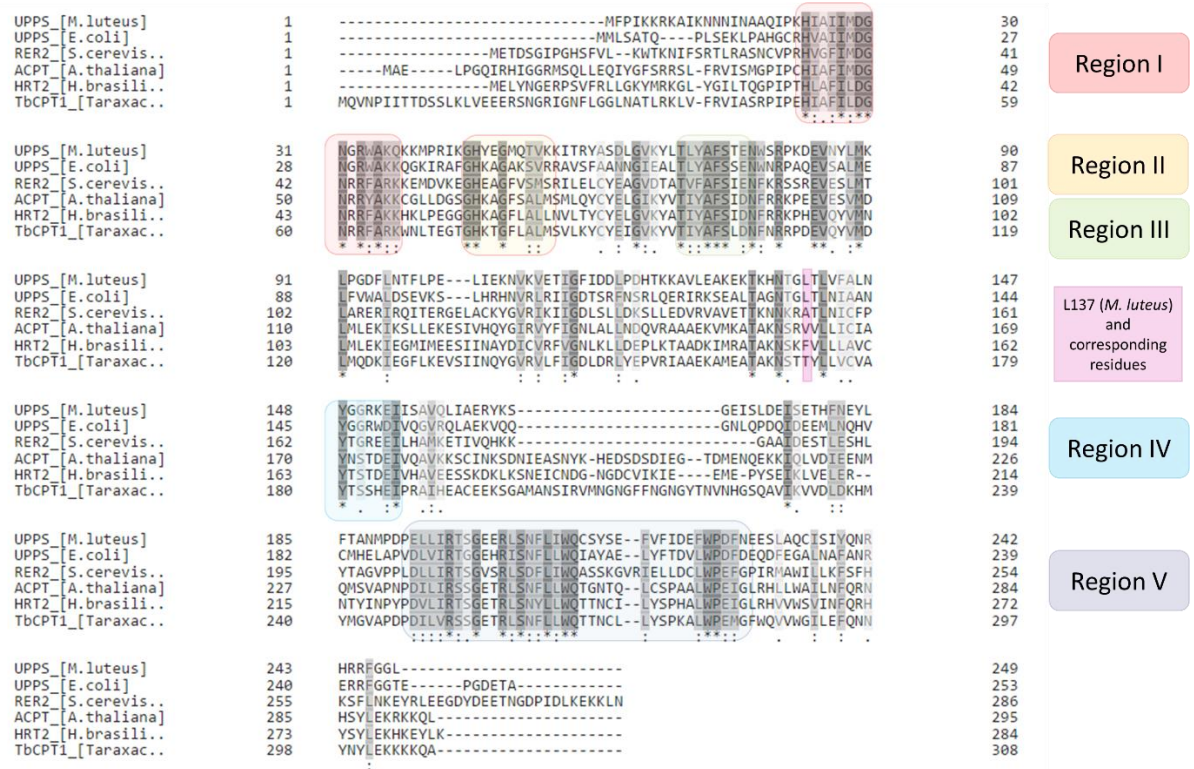 UPPS_[M.luteus] 1 ---------------------MFPIKKRKAIKNNNINAAQIPKHIAIIMDG 30
UPPS_[E.coli] 1 --------------------MMLSATQ----PLSEKLPAHGCRHVAIIMDG 27
RER2_[S.cerevis.. 1 ------------METDSGIPGHSFVL--KWTKNIFSRTLRASNCVPRHVGFIMDG 41
ACPT_[A.thaliana] 1 ----MAE-----LPGQIRHIGGRMSQLLEQIYGFSRRSL-FRVISMGPIPCHIAFIMDG 49
HRT2_[H.brasili.. 1 --------MELYNGERPSVFRLLGKYMRKGL-YGILTQGPIPTHLAFILDG 42
TbCPT1_[Taraxac.. 1 MQVNPIITTDSSLKLVEEERSNGRIGNFLGGLNATLRKLV-FRVIASRPIPEHIAFILDG 59
*:.:*:**
Region I
UPPS_[M.luteus] 31 NGRWAKQKKMPRIKGHYEGMQTVKKITRYASDLGVKYLTLYAFSTENWSRPKDEVNYLMK 90
UPPS_[E.coli] 28 NGRWAKKQGKIRAFGHKAGAKSVRRAVSFAANNGIEALTLYAFSSENWNRPAQEVSALME 87
RER2_[S.cerevis.. 42 NRRFARKKEMDVKEGHEAGFVSMSRILELCYEAGVDTATVFAFSIENFKRSSREVESLMT 101
ACPT_[A.thaliana] 50 NRRYAKKCGLLDGSGHKAGFSALMSMLQYCYELGIKYVTIYAFSIDNFRRKPEEVESVMD 109
HRT2_[H.brasili.. 43 NRRFAKKHKLPEGGGHKAGFLALLNVLTYCYELGVKYATIYAFSIDNFRRKPHEVQYVMN 102
TbCPT1_[Taraxac.. 60 NRRFARKWNLTEGTGHKTGFLALMSVLKYCYEIGVKYVTIYAFSLDNFNRRPDEVQYVMD 119
Region II
Region III
UPPS_[M.luteus] 91 LPGDFLNTFLPE---LIEKNVKVETIGFIDDLPDHTKKAVLEAKEKTKHNTGLTLVFALN 147
UPPS_[E.coli] 88 LFVWALDSEVKS---LHRHNVRLRIIGDTSRFNSRLQERIRKSEALTAGNTGLTLNIAAN 144
RER2_[S.cerevis.. 102 LARERIRQITERGELACKYGVRIKIIGDLSLLDKSLLEDVRVAVETTKNNKRATLNICFP 161
ACPT_[A.thaliana] 110 LMLEKIKSLLEKESIVHQYGIRVYFIGNLALLNDQVRAAAEKVMKATAKNSRVVLLICIA 169
HRT2_[H.brasili.. 103 LMLEKIEGMIMEESIINAYDICVRFVGNLKLLDEPLKTAADKIMRATAKNSKFVLLLAVC 162
TbCPT1_[Taraxac.. 120 LMQDKIEGFLKEVSIINQYGVRVLFIGDLDRLYEPVRIAAEKAMEATAKNSTTYLLVCVA 179
L137 (M. luteus) and corresponding residues
UPPS_[M.luteus] 148 YGGRKEIISAVQLIAERYKS----------------GEISLDEISETHFNEYL 184
UPPS_[E.coli] 145 YGGRWDIVQGVRQLAEKVQQ----------------GNLQPDQIDEEMLNQHV 181
RER2_[S.cerevis.. 162 YTGREEILHAMKETIVQHKK-------------------GAAIDESTLESHL 194
ACPT_[A.thaliana] 170 YNSTDEIVQAVKKSCINKSDNIEASNYK-HEDSDSDIEG-TDMENQEKKIQLVDIEENM 226
HRT2_[H.brasili.. 163 YTSTDEIVHAVEESSKDKLKSNEICNDG-NGDCVIKIE---EME-PYSEIKLVELER-- 214
TbCPT1_[Taraxac.. 180 YTSSHEIPRAIHEACEEKSGAMANSIRVMNGNGFFNGNGYTNVNHGSQAVIKVVDLDKHM 239
Region IV
UPPS_[M.luteus] 185 FTANMPDPELLIRTSGEERLSNFLIWQCSYSE--FVFIDEFWPDFNEESLAQCISIYQNR 242
UPPS_[E.coli] 182 CMHELAPVDLVIRTGGEHRISNFLLWQIAYAE--LYFTDVLWPDFDEQDFEGALNAFANR 239
RER2_[S.cerevis.. 195 YTAGVPPLDLLIRTSGVSRLSDFLIWQASSKGVRIELLDCLWPEFGPIRMAWILLKFSFH 254
ACPT_[A.thaliana] 227 QMSVAPNPDILIRSSGETRLSNFLLWQTGNTQ--LCSPAALWPEIGLRHLLWAILNFQRN 284
HRT2_[H.brasili.. 215 NTYINPYPDVLIRTSGETRLSNYLLWQTTNCI--LYSPHALWPEIGLRHVVWSVINFQRH 272
TbCPT1_[Taraxac.. 240 YMGVAPDPDILVRSSGETRLSNFLLWQTTNCL--LYSPKALWPEMGFWQVVWGILEFQNN 297
Region V
UPPS_[M.luteus] 243 HRRFGGL---------------------- 249
UPPS_[E.coli] 240 ERRFGGTE------PGDETA--------- 253
RER2_[S.cerevis.. 255 KSFLNKEYRLEEGDYDEETNGDPIDLKEKKLN 286
ACPT_[A.thaliana] 285 HSYLEKRKKQL------------------ 295
HRT2_[H.brasili.. 273 YSYLEKHKEYLK----------------- 284
TbCPT1_[Taraxac.. 298 YNYLEKKKKQA------------------ 308